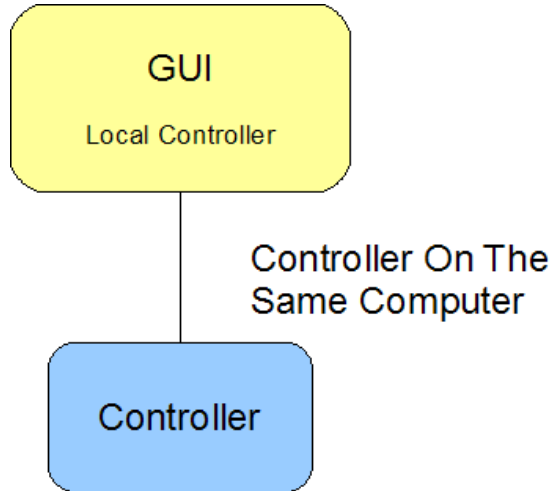 GUI
Local Controller
Controller On The
Same Computer
Controller